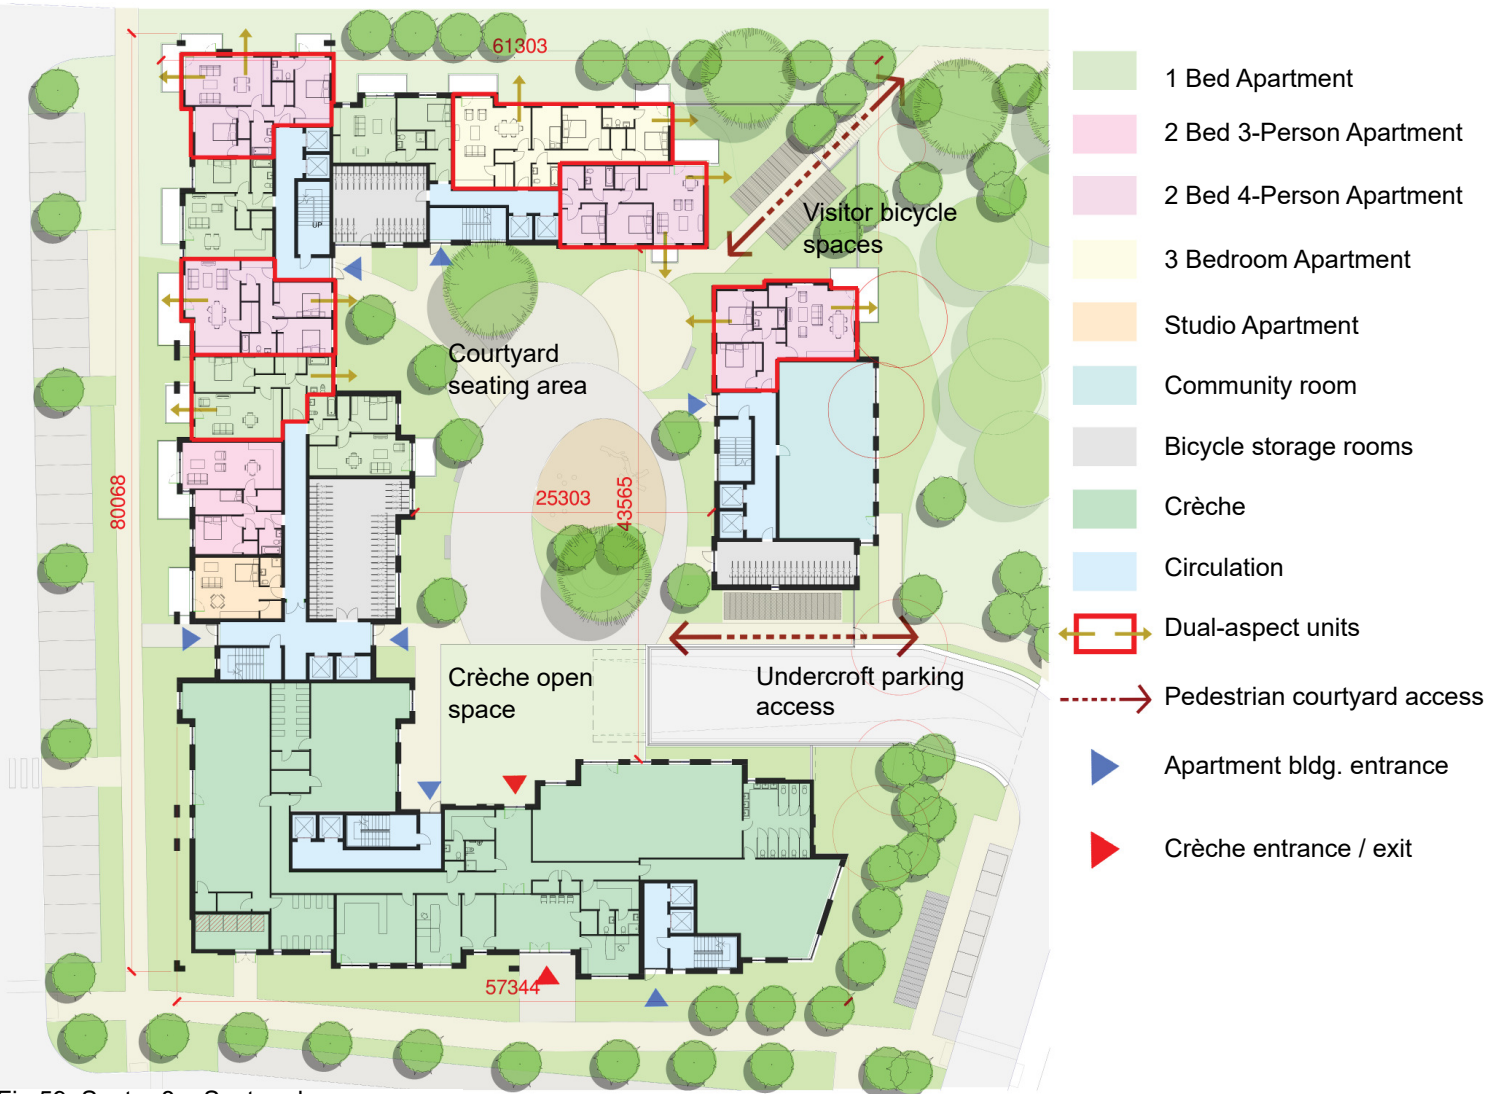 61303
Visitor bicycle
spaces
UP
Courtyard
seating area
80068
25303
43565
Crèche open
space
Undercroft parking
access
57344
1 Bed Apartment
2 Bed 3-Person Apartment
2 Bed 4-Person Apartment
3 Bedroom Apartment
Studio Apartment
Community room
Bicycle storage rooms
Crèche
Circulation
Dual-aspect units
Pedestrian courtyard access
Apartment bldg. entrance
Crèche entrance / exit